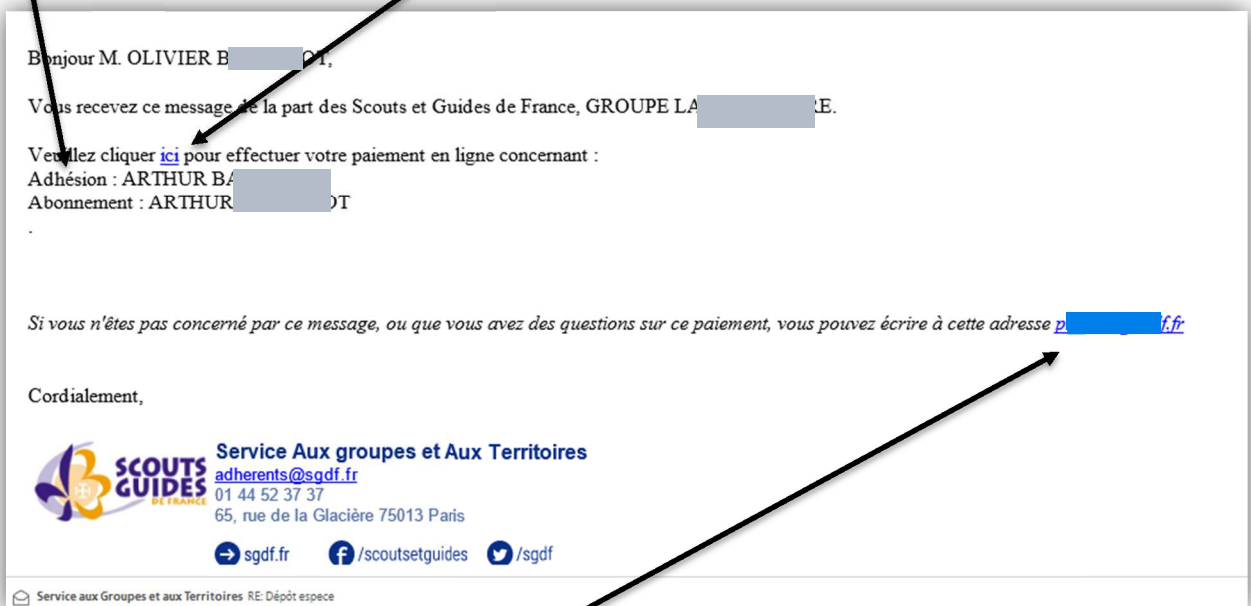 Bonjour M. OLIVIER B OT,
Vous recevez ce message de la part des Scouts et Guides de France, GROUPE LA RE.
Veuillez cliquer ici pour effectuer votre paiement en ligne concernant :
Adhésion : ARTHUR BA
Abonnement : ARTHUR OT
.
Si vous n'êtes pas concerné par ce message, ou que vous avez des questions sur ce paiement, vous pouvez écrire à cette adresse p f.fr
Cordialement,
SCOUTS
GUIDES
DE FRANCE
Service Aux groupes et Aux Territoires
adherents@sgdf.fr
01 44 52 37 37
65, rue de la Glacière 75013 Paris
sgdf.fr /scoutsetguides /sgdf
Service aux Groupes et aux Territoires RE: Dépôt espece